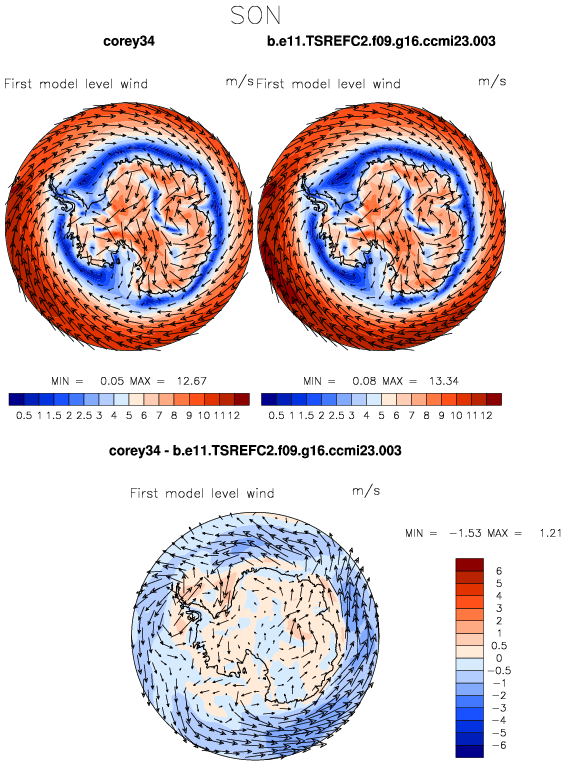 SON
corey34 b.e11.TSREFC2.f09.g16.ccmi23.003
First model level wind m/s First model level wind m/s
MIN = 0.05 MAX = 12.67 MIN = 0.08 MAX = 13.34
0.5 1 1.5 2 2.5 3 4 5 6 7 8 9 10 11 12 0.5 1 1.5 2 2.5 3 4 5 6 7 8 9 10 11 12
corey34 - b.e11.TSREFC2.f09.g16.ccmi23.003
First model level wind m/s
MIN = -1.53 MAX = 1.21
6
5
4
3
2
1
0.5
0
-0.5
-1
-2
-3
-4
-5
-6